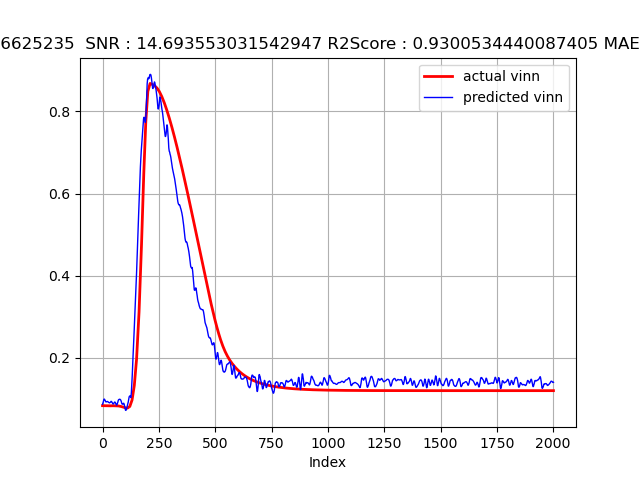 6625235 SNR : 14.693553031542947 R2Score : 0.9300534440087405 MAE
actual vinn
predicted vinn
0.8
0.6
0.4
0.2
0 250 500 750 1000 1250 1500 1750 2000
Index